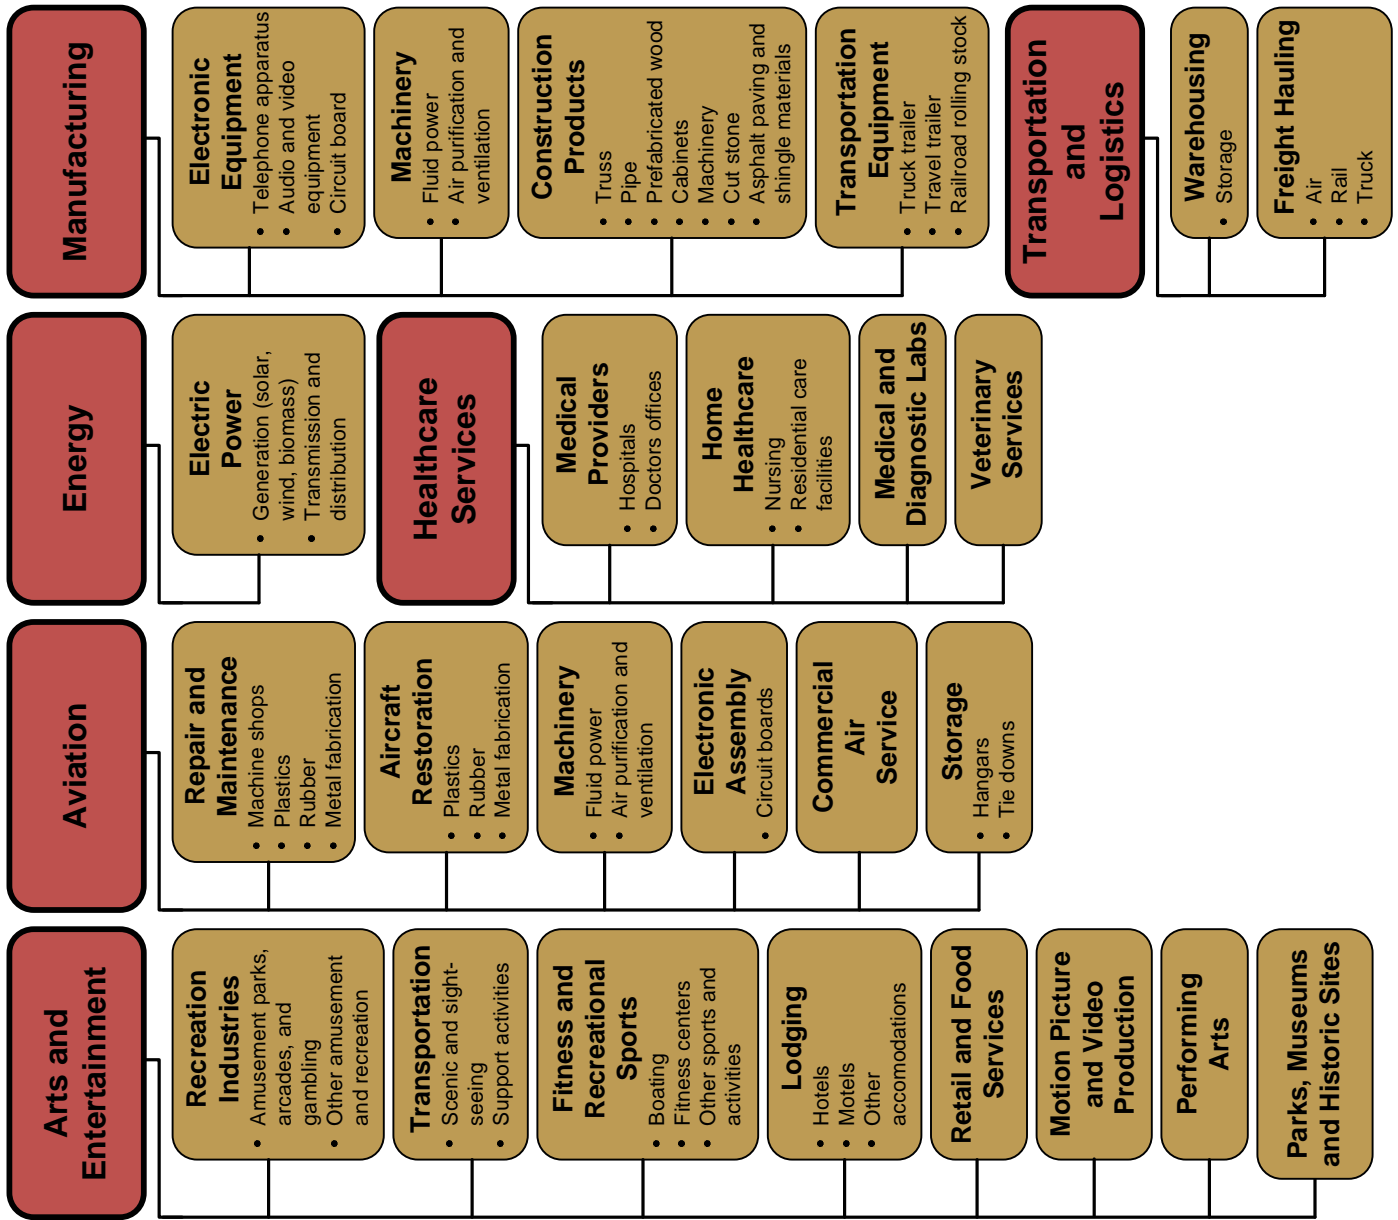 Arts and
Entertainment
Recreation
Industries
• Amusement parks,
arcades, and
gambling
• Other amusement
and recreation
Transportation
• Scenic and sight-
seeing
• Support activities
Fitness and
Recreational
Sports
• Boating
• Fitness centers
• Other sports and
activities
Lodging
• Hotels
• Motels
• Other
accomodations
Retail and Food
Services
Motion Picture
and Video
Production
Performing
Arts
Parks, Museums
and Historic Sites
Aviation
Repair and
Maintenance
• Machine shops
• Plastics
• Rubber
• Metal fabrication
Aircraft
Restoration
• Plastics
• Rubber
• Metal fabrication
Machinery
• Fluid power
• Air purification and
ventilation
Electronic
Assembly
• Circuit boards
Commercial
Air
Service
Storage
• Hangars
• Tie downs
Energy
Electric
Power
• Generation (solar,
wind, biomass)
• Transmission and
distribution
Healthcare
Services
Medical
Providers
• Hospitals
• Doctors offices
Home
Healthcare
• Nursing
• Residential care
facilities
Medical and
Diagnostic Labs
Veterinary
Services
Manufacturing
Electronic
Equipment
• Telephone apparatus
• Audio and video
equipment
• Circuit board
Machinery
• Fluid power
• Air purification and
ventilation
Construction
Products
• Truss
• Pipe
• Prefabricated wood
• Cabinets
• Machinery
• Cut stone
• Asphalt paving and
shingle materials
Transportation
Equipment
• Truck trailer
• Travel trailer
• Railroad rolling stock
Transportation
and
Logistics
Warehousing
• Storage
Freight Hauling
• Air
• Rail
• Truck